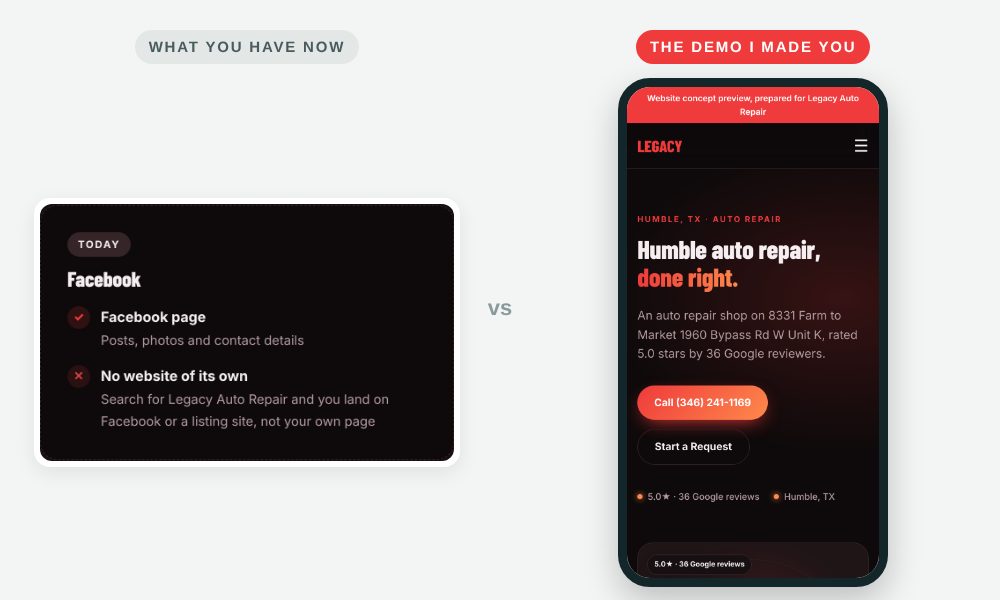 WHAT YOU HAVE NOW
TODAY
Facebook
Facebook page
Posts, photos and contact details
No website of its own
Search for Legacy Auto Repair and you land on
Facebook or a listing site, not your own page
vs
THE DEMO I MADE YOU
Website concept preview, prepared for Legacy Auto
Repair
LEGACY
HUMBLE, TX · AUTO REPAIR
Humble auto repair,
done right.
An auto repair shop on 8331 Farm to
Market 1960 Bypass Rd W Unit K, rated
5.0 stars by 36 Google reviewers.
Call (346) 241-1169
Start a Request
5.0★ · 36 Google reviews
Humble, TX
5.0★ · 36 Google reviews